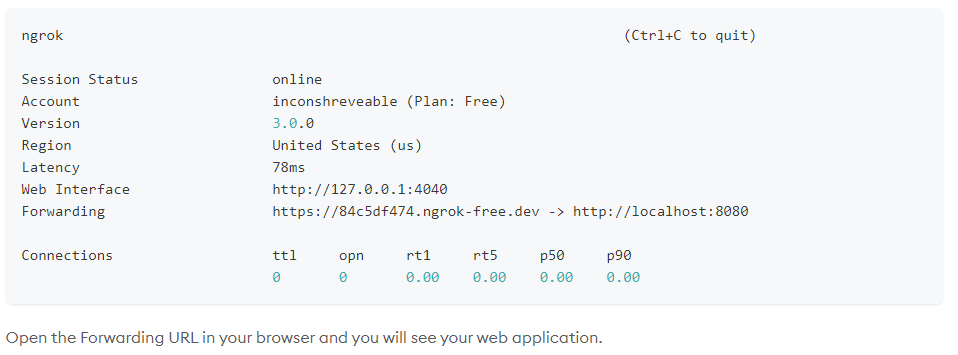 ngrok (Ctrl+C to quit)
Session Status online
Account inconshreveable (Plan: Free)
Version 3.0.0
Region United States (us)
Latency 78ms
Web Interface http://127.0.0.1:4040
Forwarding https://84c5df474.ngrok-free.dev -> http://localhost:8080
Connections ttl opn rt1 rt5 p50 p90
0 0 0.00 0.00 0.00 0.00
Open the Forwarding URL in your browser and you will see your web application.